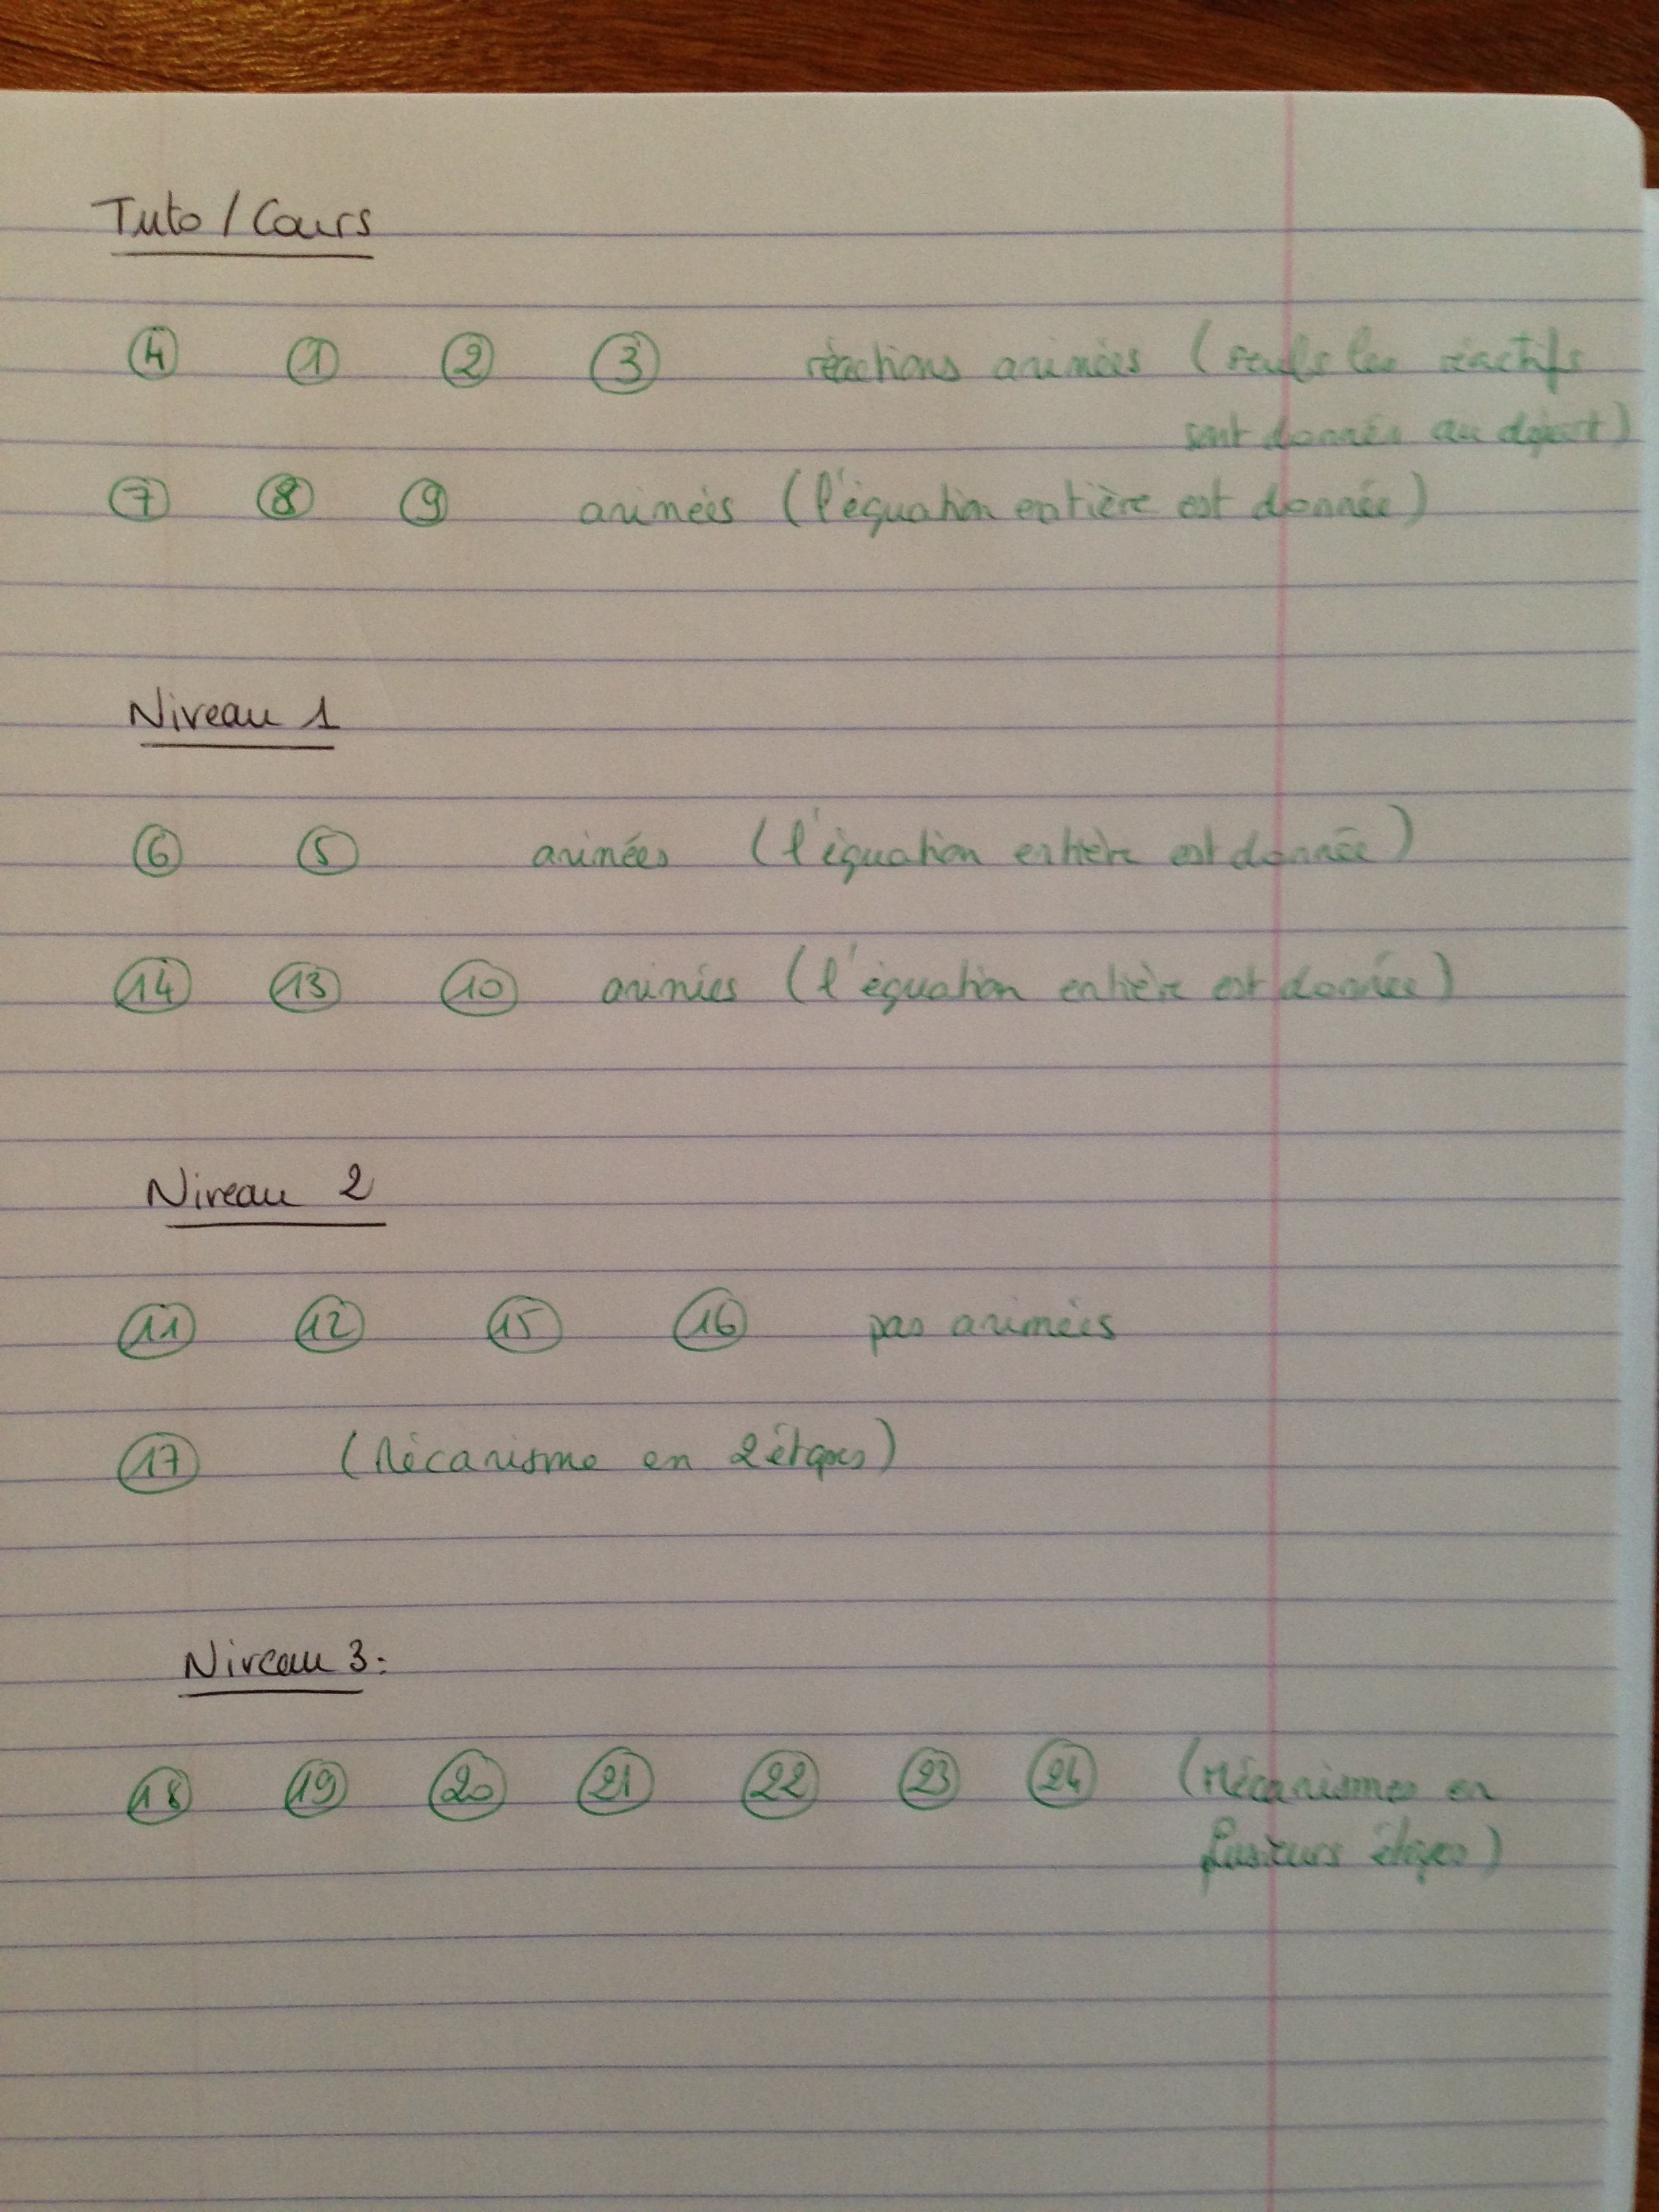 Tuto / Cours
④ ① ② ③ réactions animées (seuls les réactifs
sont donnés au départ)
⑦ ⑧ ⑨ animées (l'équation entière est donnée)
Niveau 1
⑥ ⑤ animées (l'équation entière est donnée)
⑭ ⑬ ⑩ animées (l'équation entière est donnée)
Niveau 2
⑪ ⑫ ⑮ ⑯ pas animées
⑰ (Mécanisme en 2 étapes)
Niveau 3:
⑱ ⑲ ⑳ ㉑ ㉒ ㉓ ㉔ (Mécanismes en
plusieurs étapes)